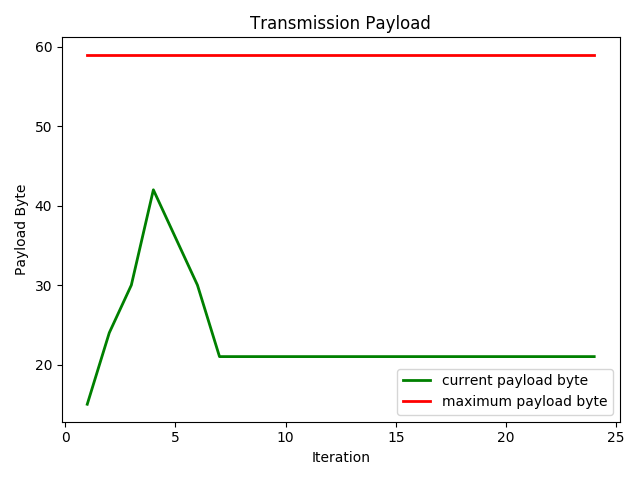 Transmission Payload
60
50
40
30
20
Payload Byte
0
5
10
15
20
25
Iteration
current payload byte
maximum payload byte